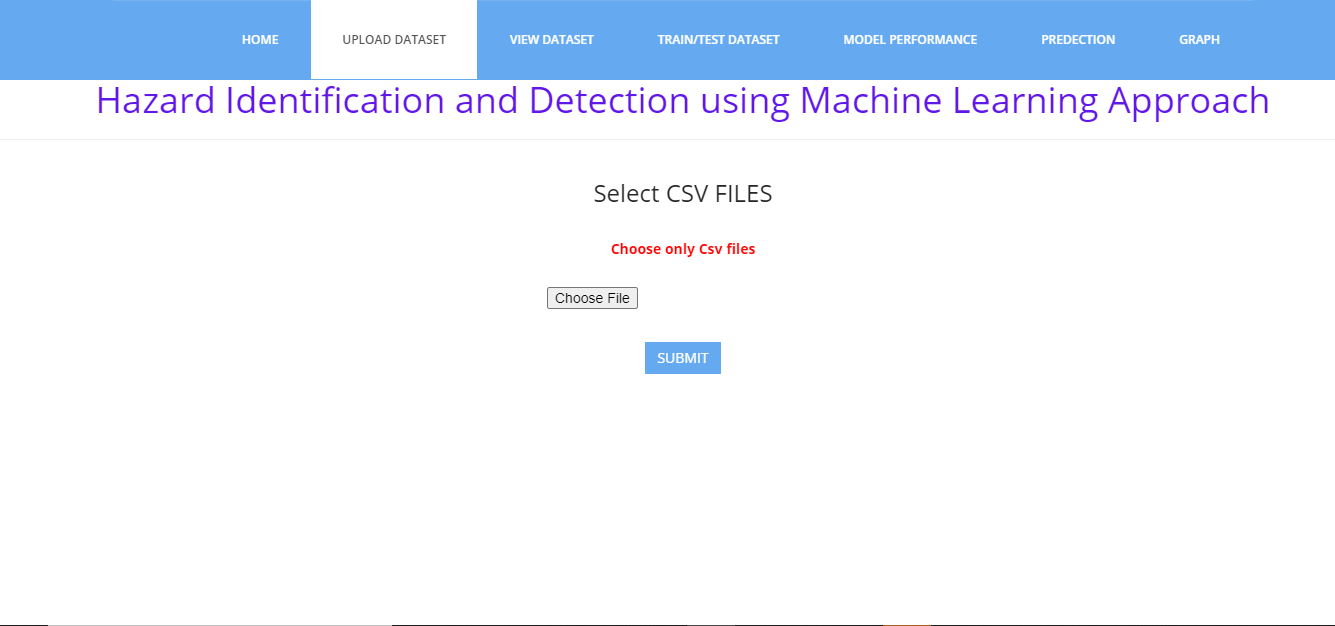 HOME UPLOAD DATASET VIEW DATASET TRAIN/TEST DATASET MODEL PERFORMANCE PREDECTION GRAPH
Hazard Identification and Detection using Machine Learning Approach
Select CSV FILES
Choose only Csv files
Choose File
SUBMIT